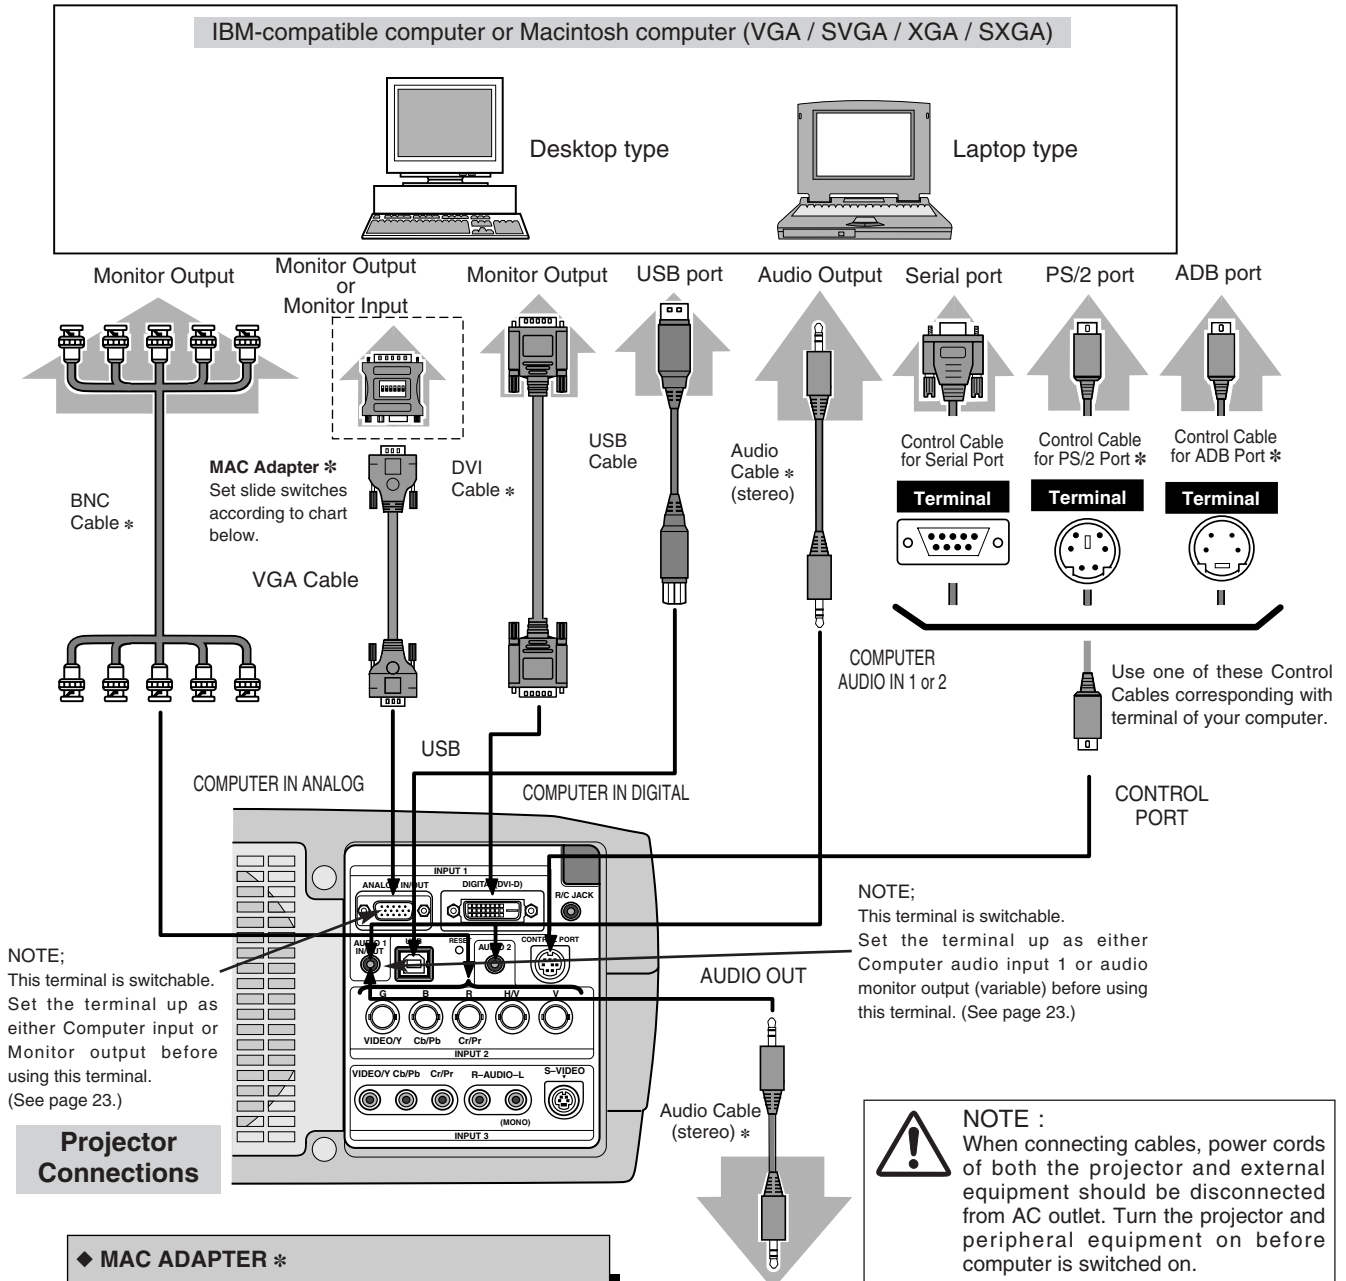 IBM-compatible computer or Macintosh computer (VGA / SVGA / XGA / SXGA)
Desktop type
Laptop type
Monitor Output
Monitor Output
or
Monitor Input
Monitor Output
USB port
Audio Output
Serial port
PS/2 port
ADB port
BNC
Cable *
MAC Adapter *
Set slide switches
according to chart
below.
VGA Cable
DVI
Cable *
USB
Cable
Audio
Cable *
(stereo)
Control Cable
for Serial Port
Control Cable
for PS/2 Port *
Control Cable
for ADB Port *
Terminal
Terminal
Terminal
COMPUTER
AUDIO IN 1 or 2
Use one of these Control
Cables corresponding with
terminal of your computer.
USB
COMPUTER IN ANALOG
COMPUTER IN DIGITAL
CONTROL
PORT
INPUT 1
ANALOG IN/OUT
DIGITAL (DVI-D)
R/C JACK
AUDIO 1
IN/OUT
USB
RESET
AUDIO 2
CONTROL PORT
G
B
R
H/V
V
VIDEO/Y
Cb/Pb
Cr/Pr
INPUT 2
VIDEO/Y Cb/Pb
Cr/Pr
R–AUDIO–L
S–VIDEO
(MONO)
INPUT 3
NOTE;
This terminal is switchable.
Set the terminal up as
either Computer input or
Monitor output before
using this terminal.
(See page 23.)
NOTE;
This terminal is switchable.
Set the terminal up as either
Computer audio input 1 or audio
monitor output (variable) before using
this terminal. (See page 23.)
AUDIO OUT
Audio Cable
(stereo) *
Projector
Connections
NOTE :
When connecting cables, power cords
of both the projector and external
equipment should be disconnected
from AC outlet. Turn the projector and
peripheral equipment on before
computer is switched on.
◆ MAC ADAPTER *